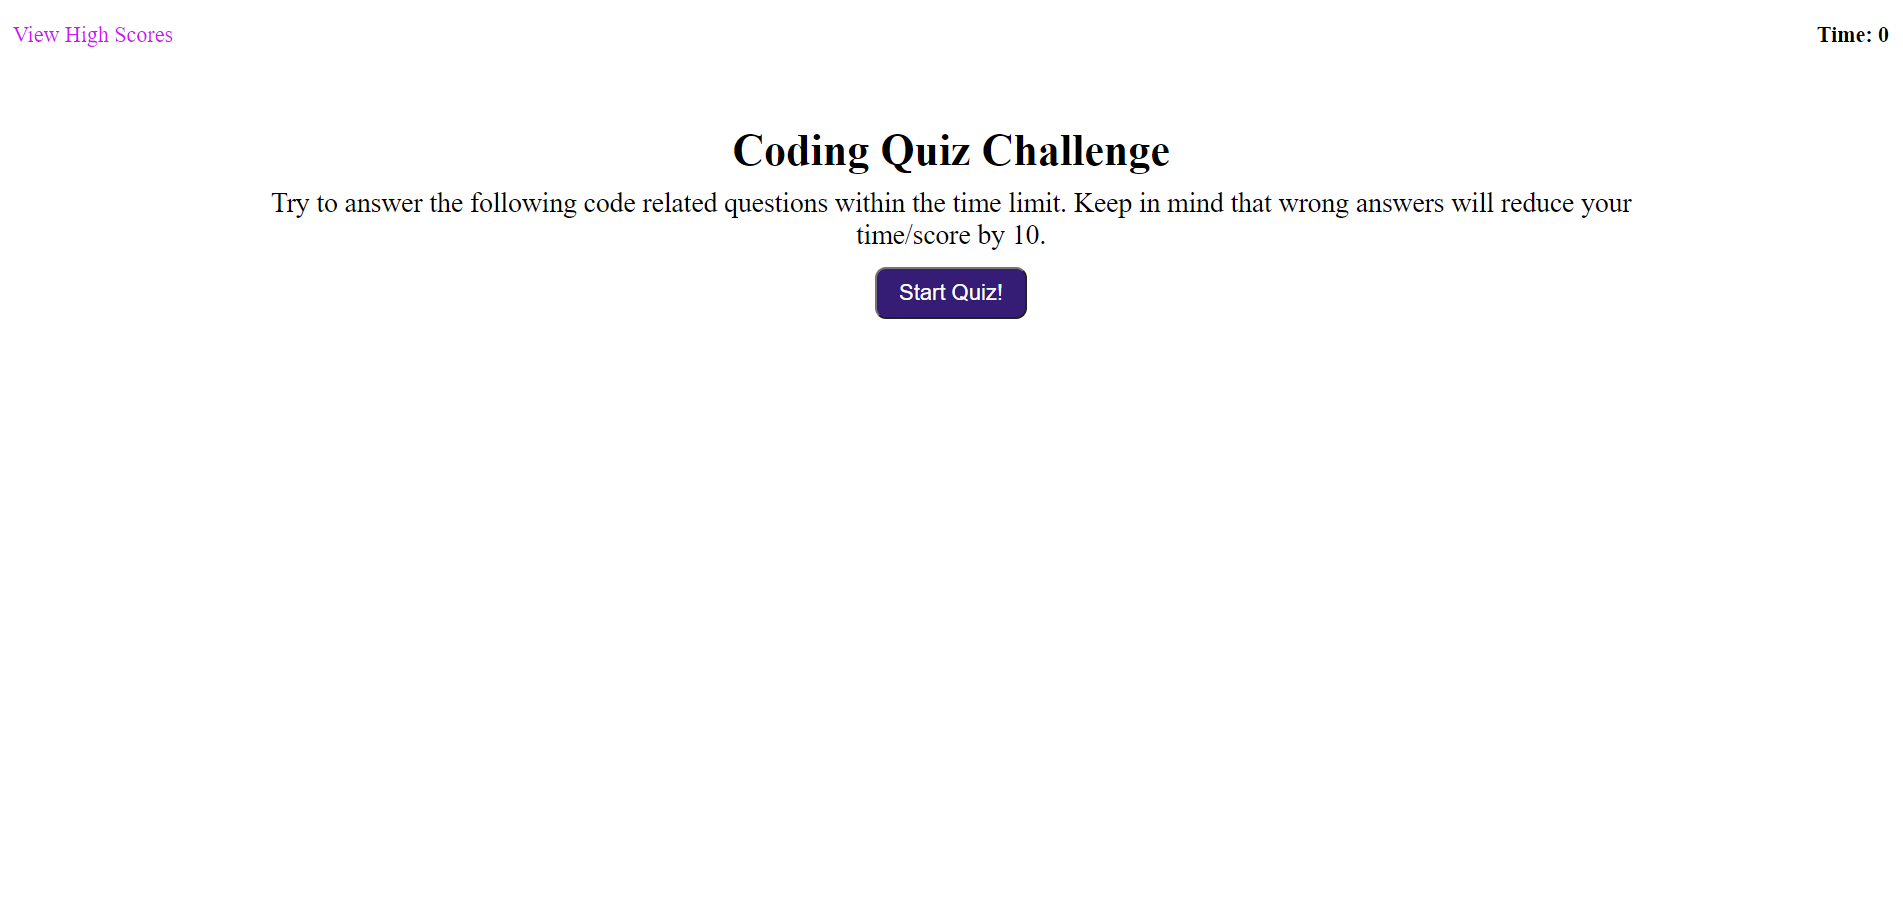 View High Scores
Time: 0
Coding Quiz Challenge
Try to answer the following code related questions within the time limit. Keep in mind that wrong answers will reduce your
time/score by 10.
Start Quiz!